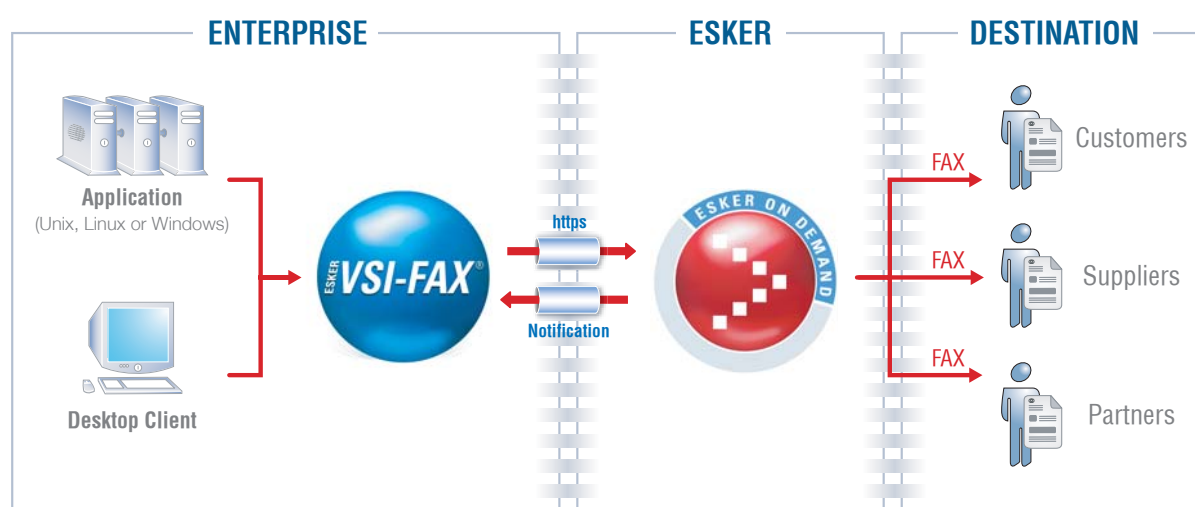 ENTERPRISE
ESKER
DESTINATION
Application
(Unix, Linux or Windows)
Desktop Client
ESKER VSI-FAX®
https
Notification
ESKER ON DEMAND
FAX
Customers
FAX
Suppliers
FAX
Partners